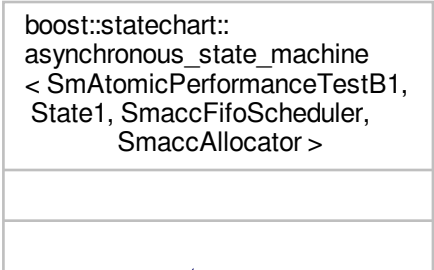 boost::statechart::
asynchronous_state_machine
< SmAtomicPerformanceTestB1,
State1, SmaccFifoScheduler,
SmaccAllocator >